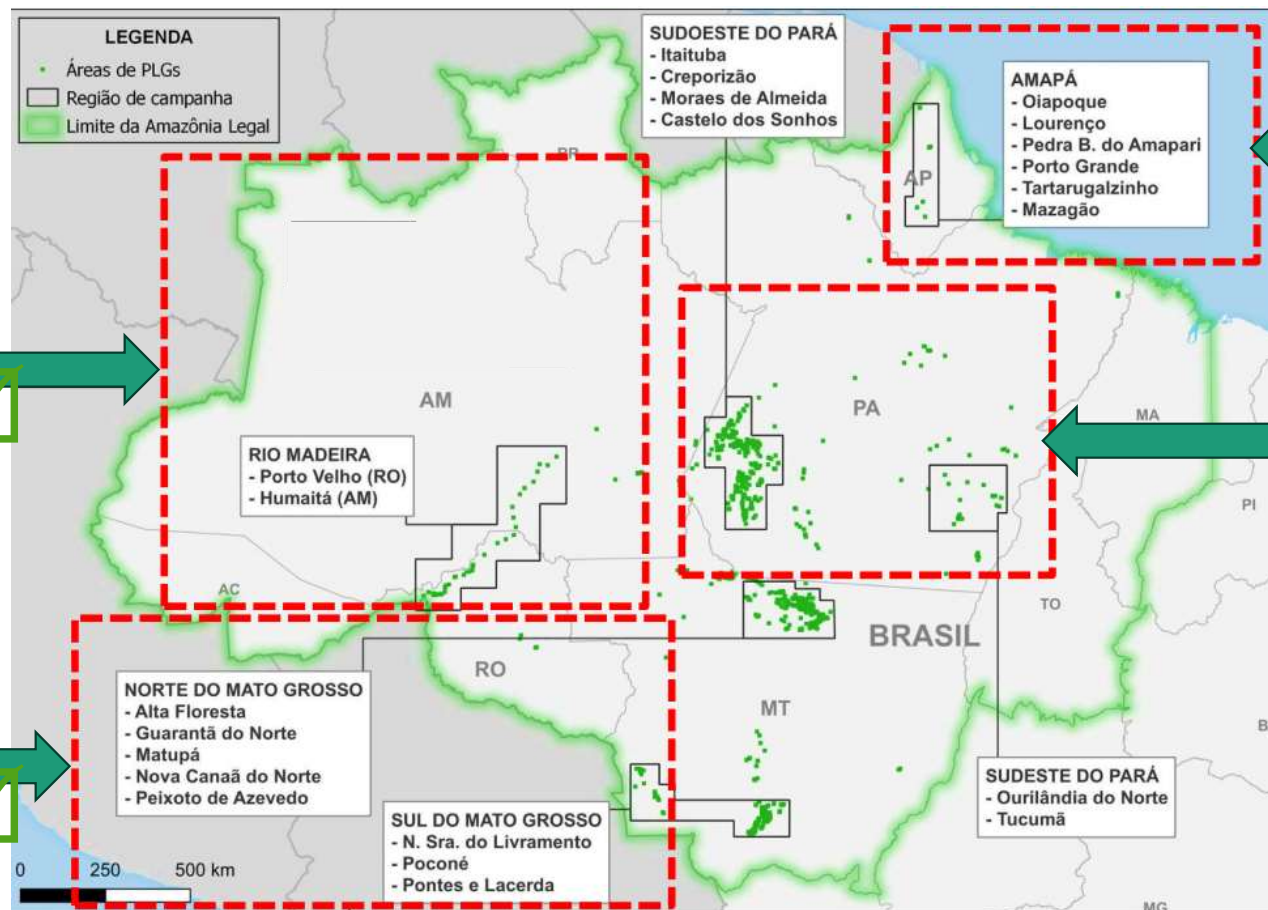 LEGENDA
Áreas de PLGs
Região de campanha
Limite da Amazônia Legal
SUDOESTE DO PARÁ
- Itaituba
- Creporizão
- Moraes de Almeida
- Castelo dos Sonhos
AMAPÁ
- Oiapoque
- Lourenço
- Pedra B. do Amapari
- Porto Grande
- Tartarugalzinho
- Mazagão
AP
AM
PA
MA
PI
RIO MADEIRA
- Porto Velho (RO)
- Humaitá (AM)
AC
TO
BRASIL
RO
MT
NORTE DO MATO GROSSO
- Alta Floresta
- Guarantã do Norte
- Matupá
- Nova Canaã do Norte
- Peixoto de Azevedo
SUDESTE DO PARÁ
- Ourilândia do Norte
- Tucumã
SUL DO MATO GROSSO
- N. Sra. do Livramento
- Poconé
- Pontes e Lacerda
0 250 500 km
MG